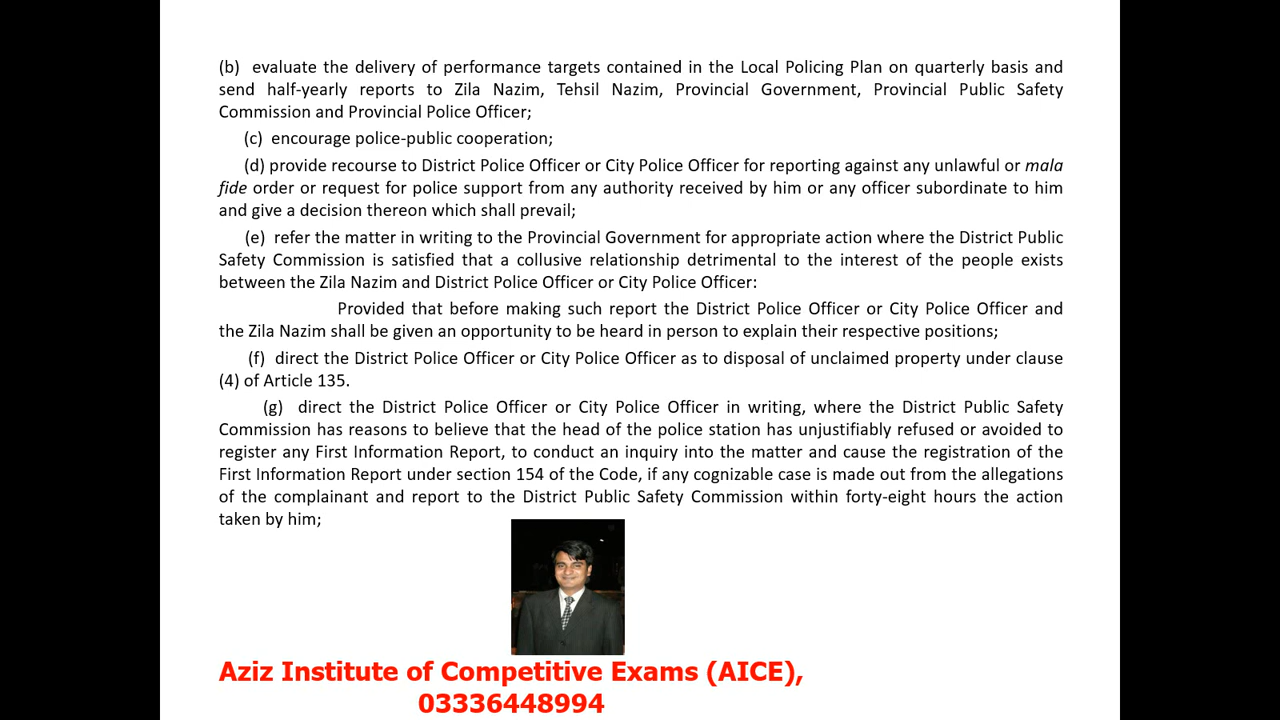 (b) evaluate the delivery of performance targets contained in the Local Policing Plan on quarterly basis and
send half-yearly reports to Zila Nazim, Tehsil Nazim, Provincial Government, Provincial Public Safety
Commission and Provincial Police Officer;
(c) encourage police-public cooperation;
(d) provide recourse to District Police Officer or City Police Officer for reporting against any unlawful or mala
fide order or request for police support from any authority received by him or any officer subordinate to him
and give a decision thereon which shall prevail;
(e) refer the matter in writing to the Provincial Government for appropriate action where the District Public
Safety Commission is satisfied that a collusive relationship detrimental to the interest of the people exists
between the Zila Nazim and District Police Officer or City Police Officer:
Provided that before making such report the District Police Officer or City Police Officer and
the Zila Nazim shall be given an opportunity to be heard in person to explain their respective positions;
(f) direct the District Police Officer or City Police Officer as to disposal of unclaimed property under clause
(4) of Article 135.
(g) direct the District Police Officer or City Police Officer in writing, where the District Public Safety
Commission has reasons to believe that the head of the police station has unjustifiably refused or avoided to
register any First Information Report, to conduct an inquiry into the matter and cause the registration of the
First Information Report under section 154 of the Code, if any cognizable case is made out from the allegations
of the complainant and report to the District Public Safety Commission within forty-eight hours the action
taken by him;
Aziz Institute of Competitive Exams (AICE),
03336448994